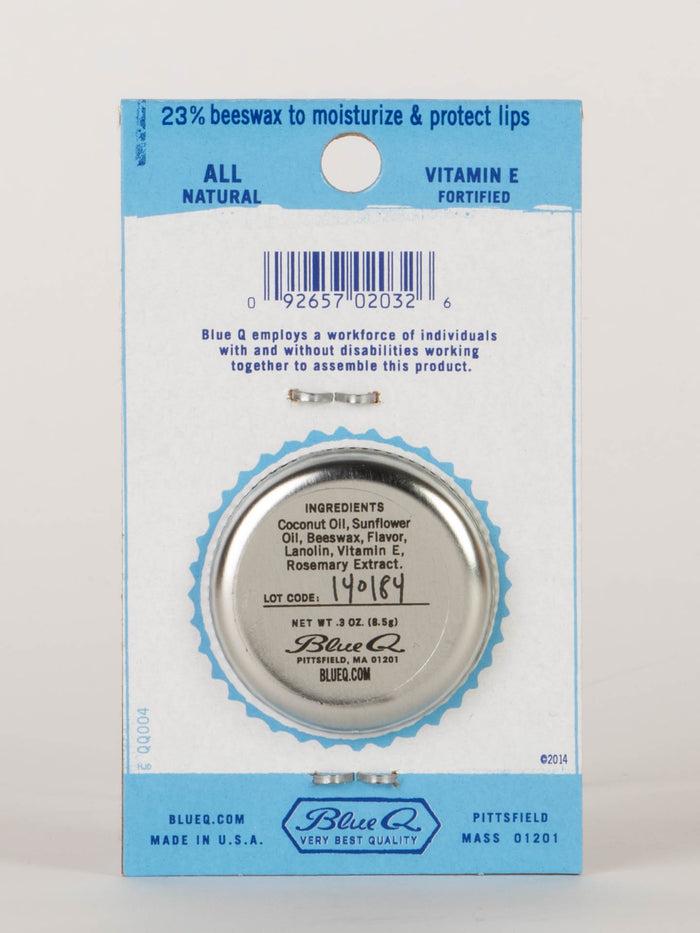 23% beeswax to moisturize & protect lips
ALL
NATURAL
VITAMIN E
FORTIFIED
0 92657 02032 6
Blue Q employs a workforce of individuals
with and without disabilities working
together to assemble this product.
INGREDIENTS
Coconut Oil, Sunflower
Oil, Beeswax, Flavor,
Lanolin, Vitamin E,
Rosemary Extract.
LOT CODE: 140184
NET WT .3 OZ. (8.5g)
Blue Q
PITTSFIELD, MA 01201
BLUEQ.COM
QQ004
©2014
BLUEQ.COM
MADE IN U.S.A.
Blue Q
VERY BEST QUALITY
PITTSFIELD
MASS 01201